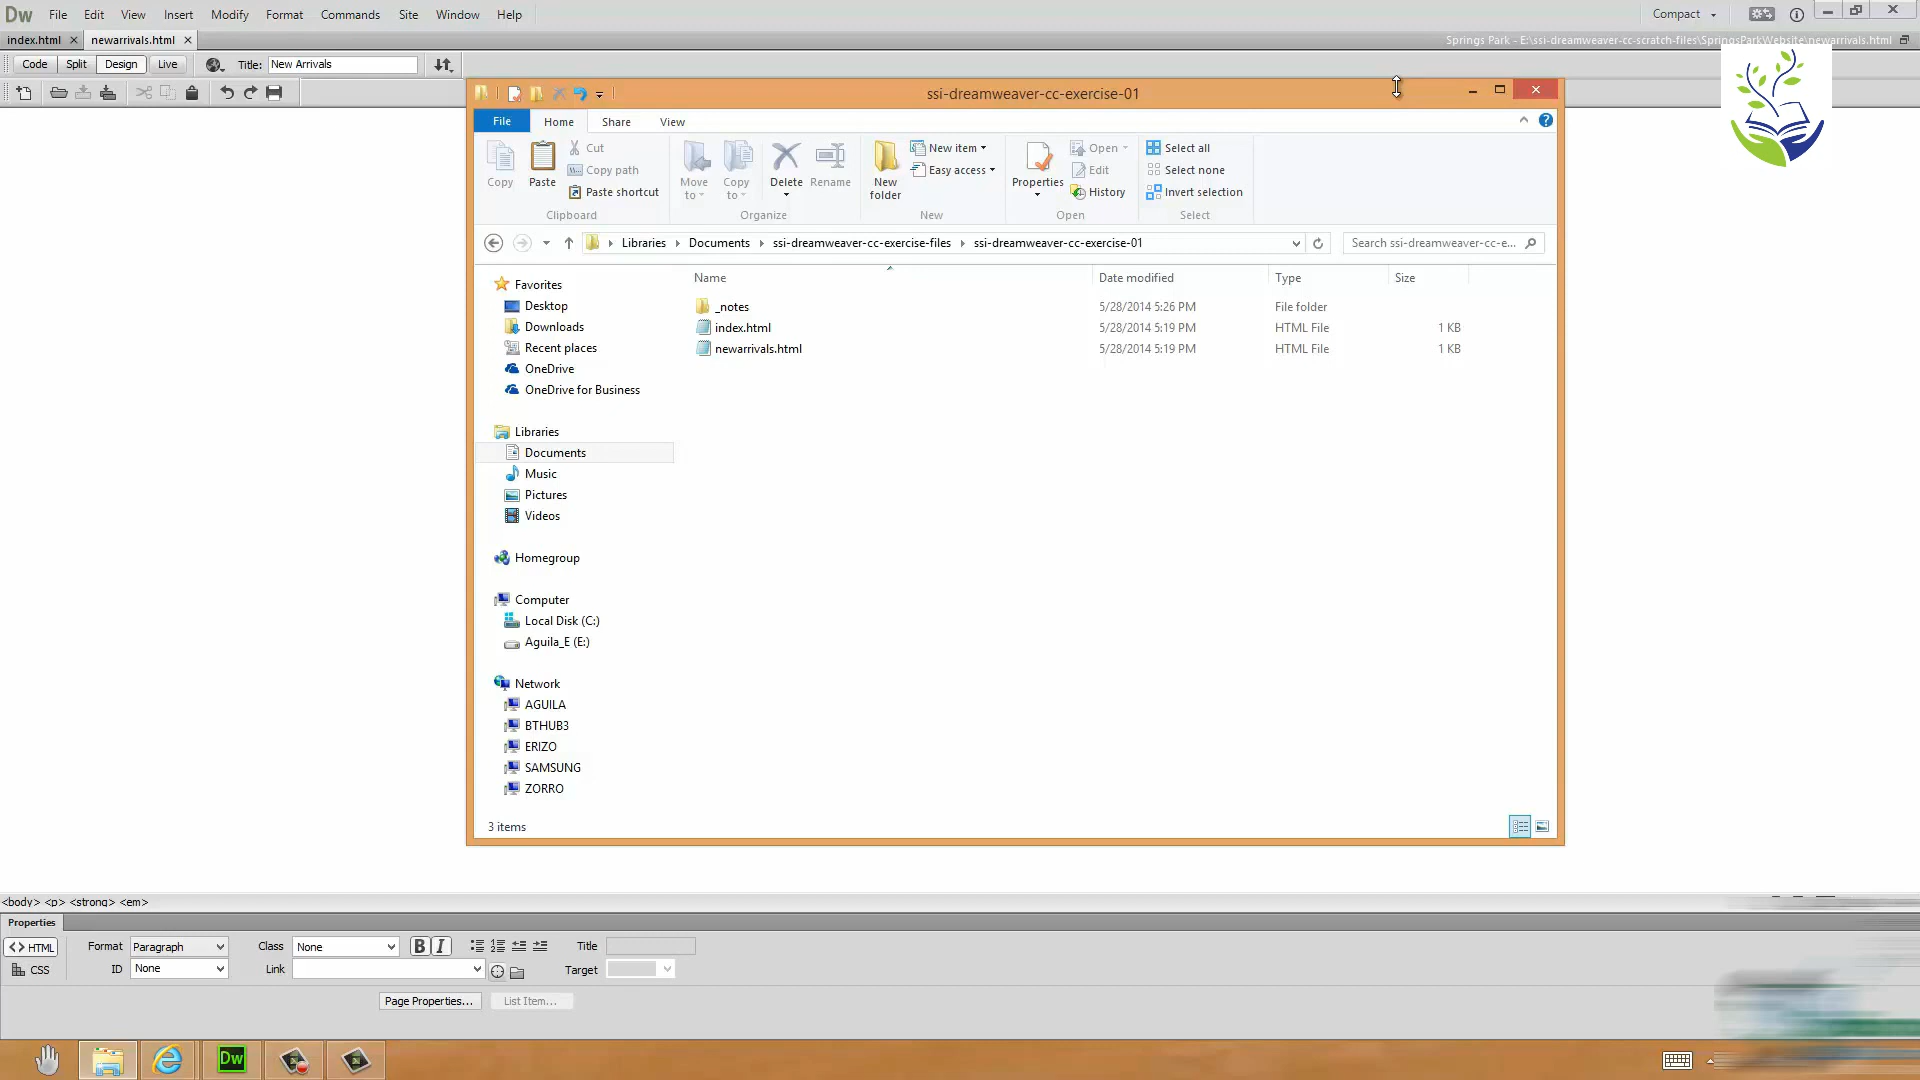 Dw File Edit View Insert Modify Format Commands Site Window Help Compact
index.html newarrivals.html Springs Park - E:\ssi-dreamweaver-cc-scratch-files\SpringsParkWebsite\newarrivals.html
Code Split Design Live Title: New Arrivals
ssi-dreamweaver-cc-exercise-01
File Home Share View
Copy Paste Cut Copy path Paste shortcut Move to Copy to Delete Rename New folder New item Easy access Properties Open Edit History Select all Select none Invert selection
Clipboard Organize New Open Select
Libraries Documents ssi-dreamweaver-cc-exercise-files ssi-dreamweaver-cc-exercise-01 Search ssi-dreamweaver-cc-e...
Name Date modified Type Size
_notes 5/28/2014 5:26 PM File folder
index.html 5/28/2014 5:19 PM HTML File 1 KB
newarrivals.html 5/28/2014 5:19 PM HTML File 1 KB
Favorites
Desktop
Downloads
Recent places
OneDrive
OneDrive for Business
Libraries
Documents
Music
Pictures
Videos
Homegroup
Computer
Local Disk (C:)
Aguila_E (E:)
Network
AGUILA
BTHUB3
ERIZO
SAMSUNG
ZORRO
3 items
<body> <p> <strong> <em>
Properties
<> HTML Format Paragraph Class None B I Title
CSS ID None Link Target
Page Properties... List Item...
Dw